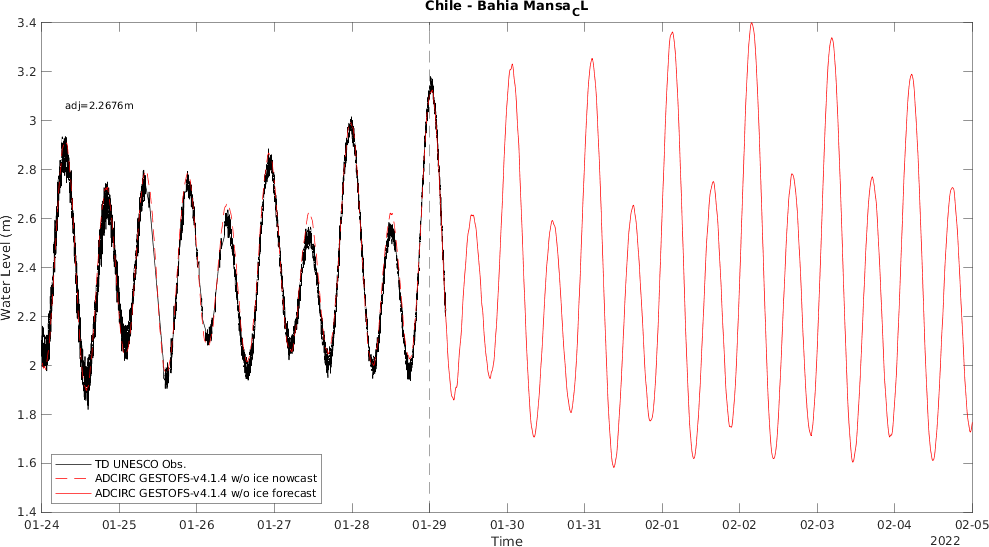 Chile - Bahia MansaCL
3.4
3.2
3
2.8
2.6
2.4
2.2
2
1.8
1.6
1.4
Water Level (m)
adj=2.2676m
TD UNESCO Obs.
ADCIRC GESTOFS-v4.1.4 w/o ice nowcast
ADCIRC GESTOFS-v4.1.4 w/o ice forecast
01-24 01-25 01-26 01-27 01-28 01-29 01-30 01-31 02-01 02-02 02-03 02-04 02-05
Time
2022